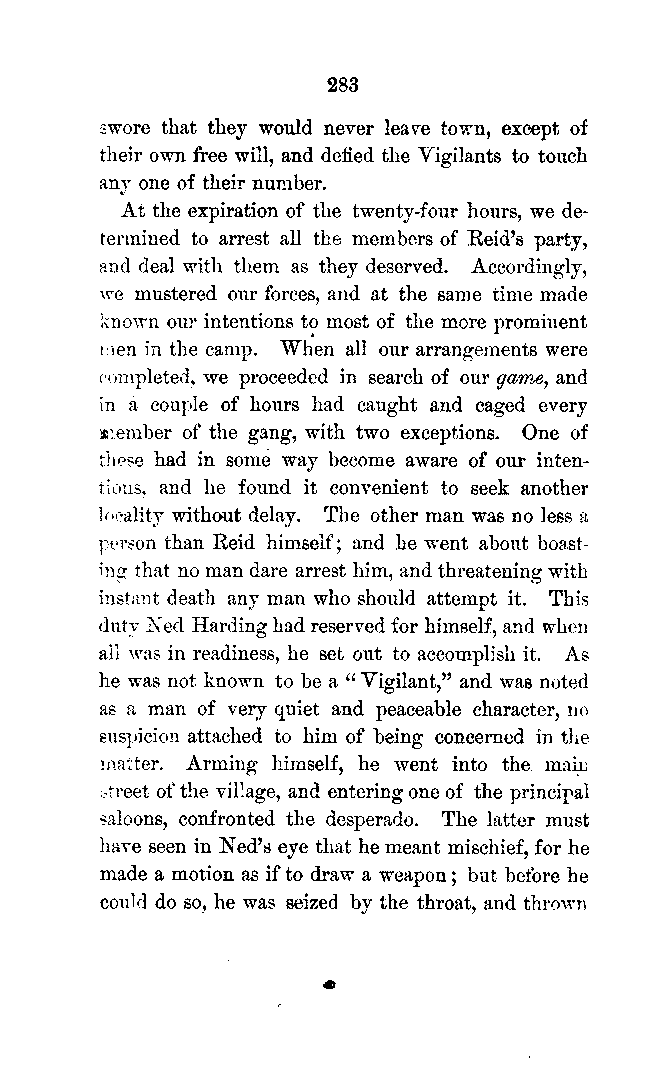 283
swore that they would never leave town, except of
their own free will, and defied the Vigilants to touch
any one of their number.
At the expiration of the twenty-four hours, we de-
termined to arrest all the members of Reid's party,
and deal with them as they deserved. Accordingly,
we mustered our forces, and at the same time made
known our intentions to most of the more prominent
men in the camp. When all our arrangements were
completed, we proceeded in search of our game, and
in a couple of hours had caught and caged every
member of the gang, with two exceptions. One of
these had in some way become aware of our inten-
tions, and he found it convenient to seek another
locality without delay. The other man was no less a
person than Reid himself; and he went about boast-
ing that no man dare arrest him, and threatening with
instant death any man who should attempt it. This
duty Ned Harding had reserved for himself, and when
all was in readiness, he set out to accomplish it. As
he was not known to be a "Vigilant," and was noted
as a man of very quiet and peaceable character, no
suspicion attached to him of being concerned in the
matter. Arming himself, he went into the main
street of the village, and entering one of the principal
saloons, confronted the desperado. The latter must
have seen in Ned's eye that he meant mischief, for he
made a motion as if to draw a weapon; but before he
could do so, he was seized by the throat, and thrown